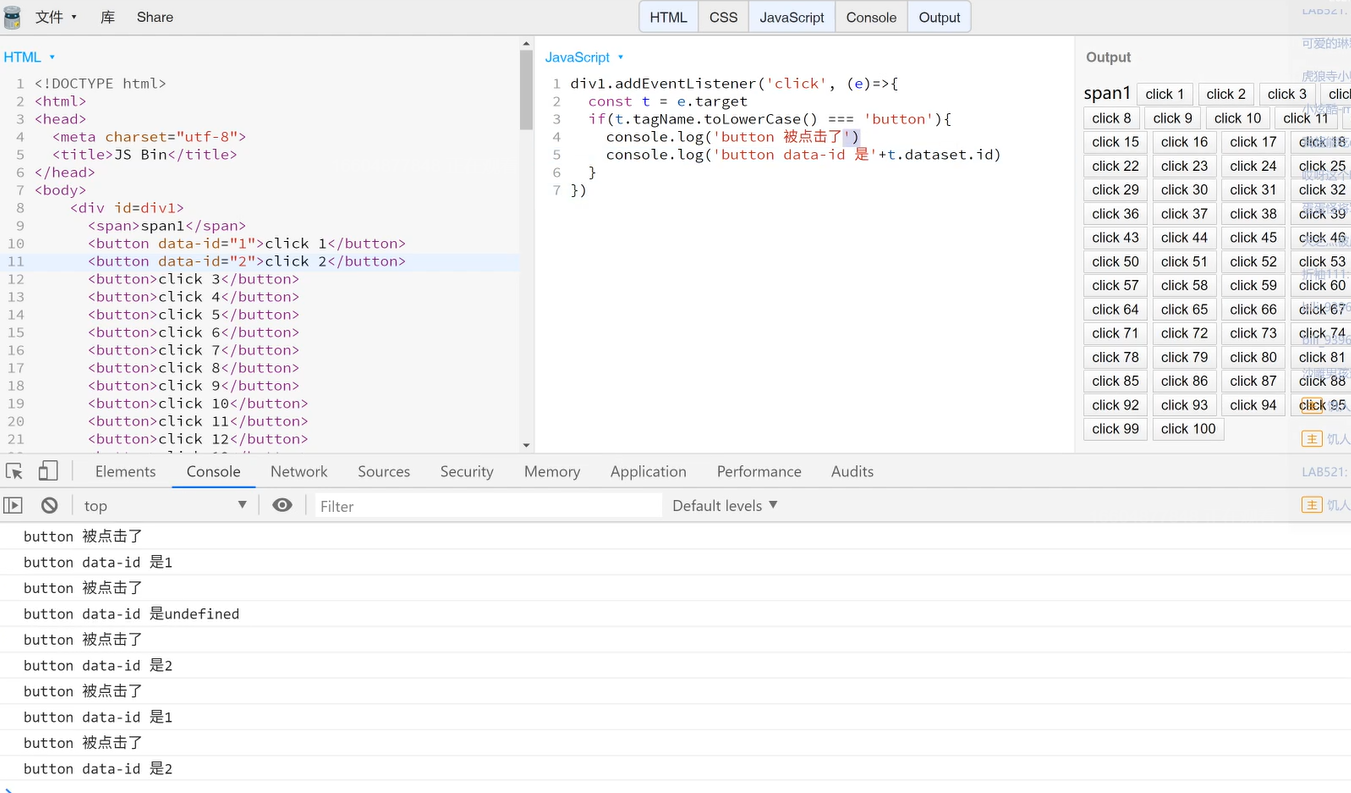 文件 库 Share HTML CSS JavaScript Console Output
HTML
1 <!DOCTYPE html>
2 <html>
3 <head>
4 <meta charset="utf-8">
5 <title>JS Bin</title>
6 </head>
7 <body>
8 <div id=div1>
9 <span>span1</span>
10 <button data-id="1">click 1</button>
11 <button data-id="2">click 2</button>
12 <button>click 3</button>
13 <button>click 4</button>
14 <button>click 5</button>
15 <button>click 6</button>
16 <button>click 7</button>
17 <button>click 8</button>
18 <button>click 9</button>
19 <button>click 10</button>
20 <button>click 11</button>
21 <button>click 12</button>
JavaScript
1 div1.addEventListener('click', (e)=>{
2 const t = e.target
3 if(t.tagName.toLowerCase() === 'button'){
4 console.log('button 被点击了')
5 console.log('button data-id 是'+t.dataset.id)
6 }
7 })
Output
span1 click 1 click 2 click 3
click 8 click 9 click 10 click 11
click 15 click 16 click 17 click 18
click 22 click 23 click 24 click 25
click 29 click 30 click 31 click 32
click 36 click 37 click 38 click 39
click 43 click 44 click 45 click 46
click 50 click 51 click 52 click 53
click 57 click 58 click 59 click 60
click 64 click 65 click 66 click 67
click 71 click 72 click 73 click 74
click 78 click 79 click 80 click 81
click 85 click 86 click 87 click 88
click 92 click 93 click 94 click 95
click 99 click 100
LAB521:
可爱的琳
虎狼寺小
折袖111:
主 饥人
LAB521:
主 饥人
Elements Console Network Sources Security Memory Application Performance Audits
top Filter Default levels
button 被点击了
button data-id 是1
button 被点击了
button data-id 是undefined
button 被点击了
button data-id 是2
button 被点击了
button data-id 是1
button 被点击了
button data-id 是2